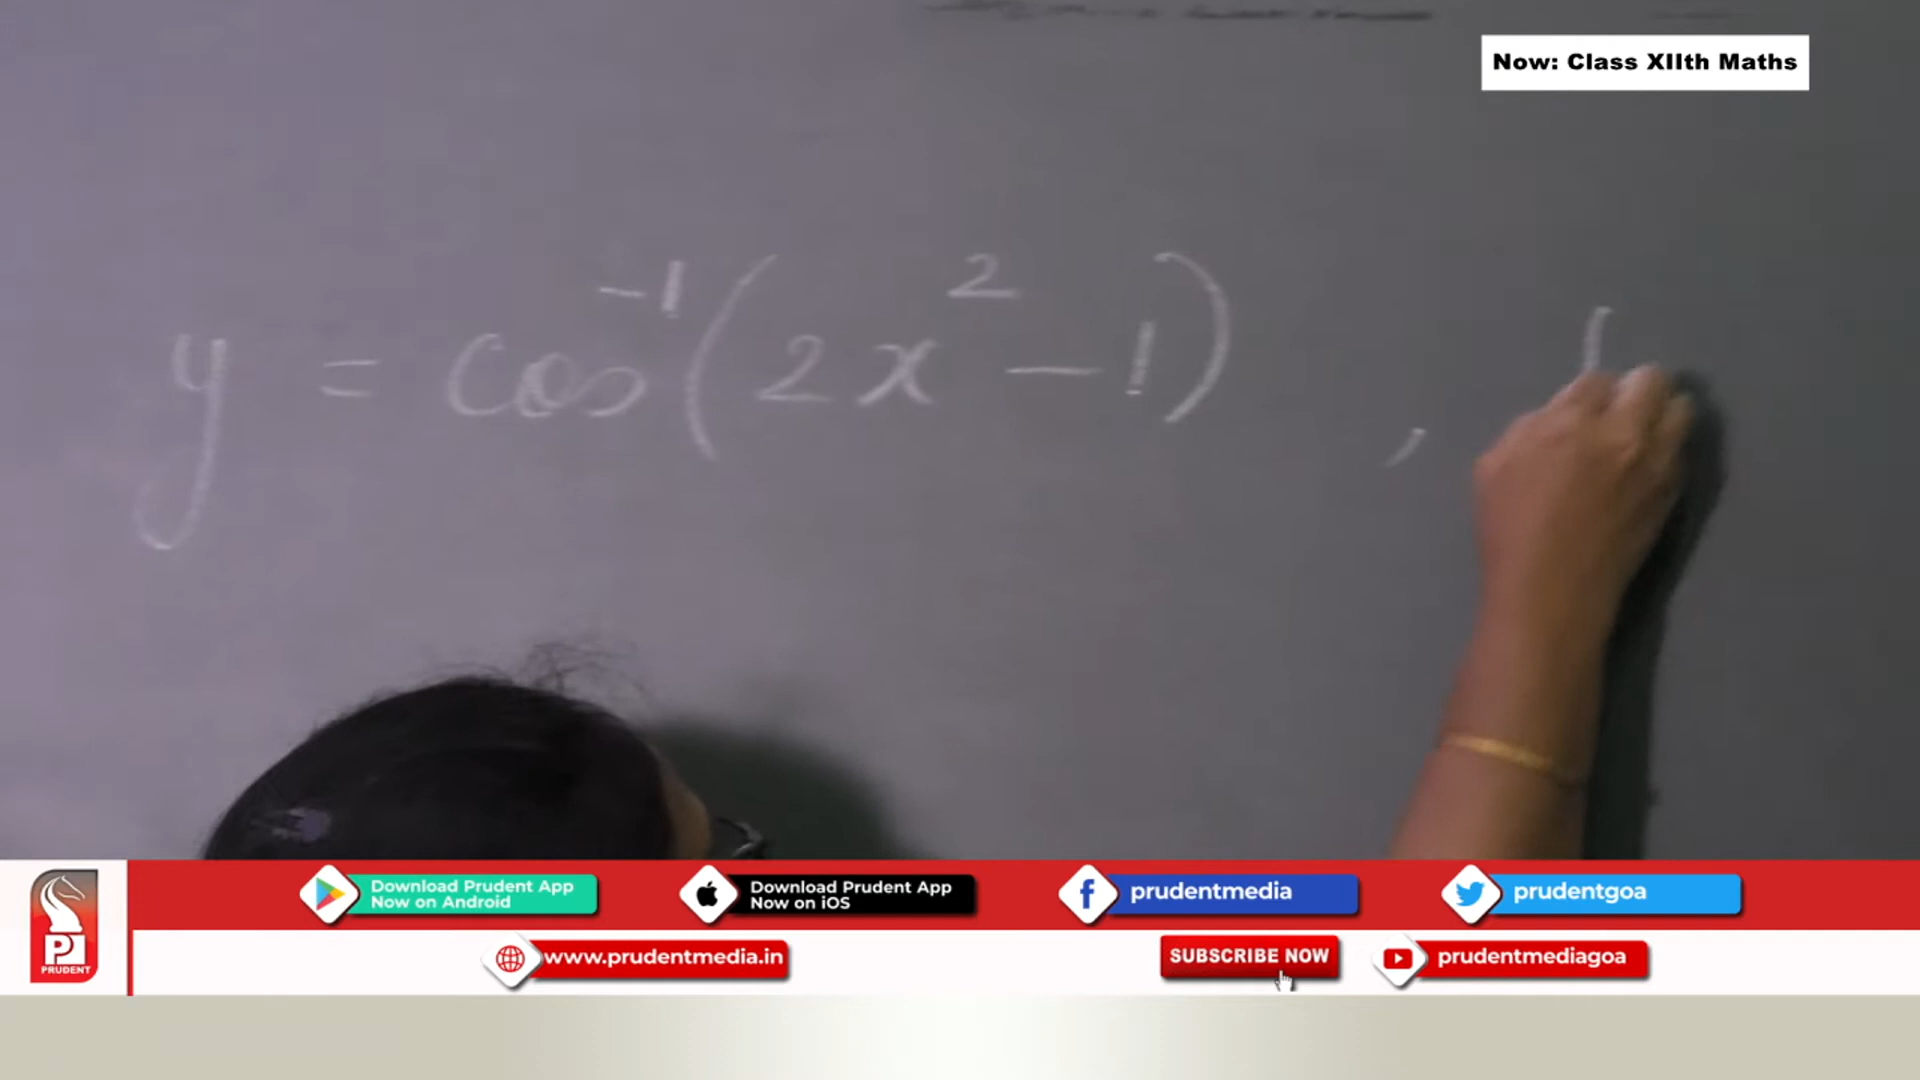 Now: Class XIIth Maths
y = cos⁻¹(2x² - 1) ,
Download Prudent App
Now on Android
Download Prudent App
Now on iOS
prudentmedia
prudentgoa
PRUDENT
www.prudentmedia.in
SUBSCRIBE NOW
prudentmediagoa